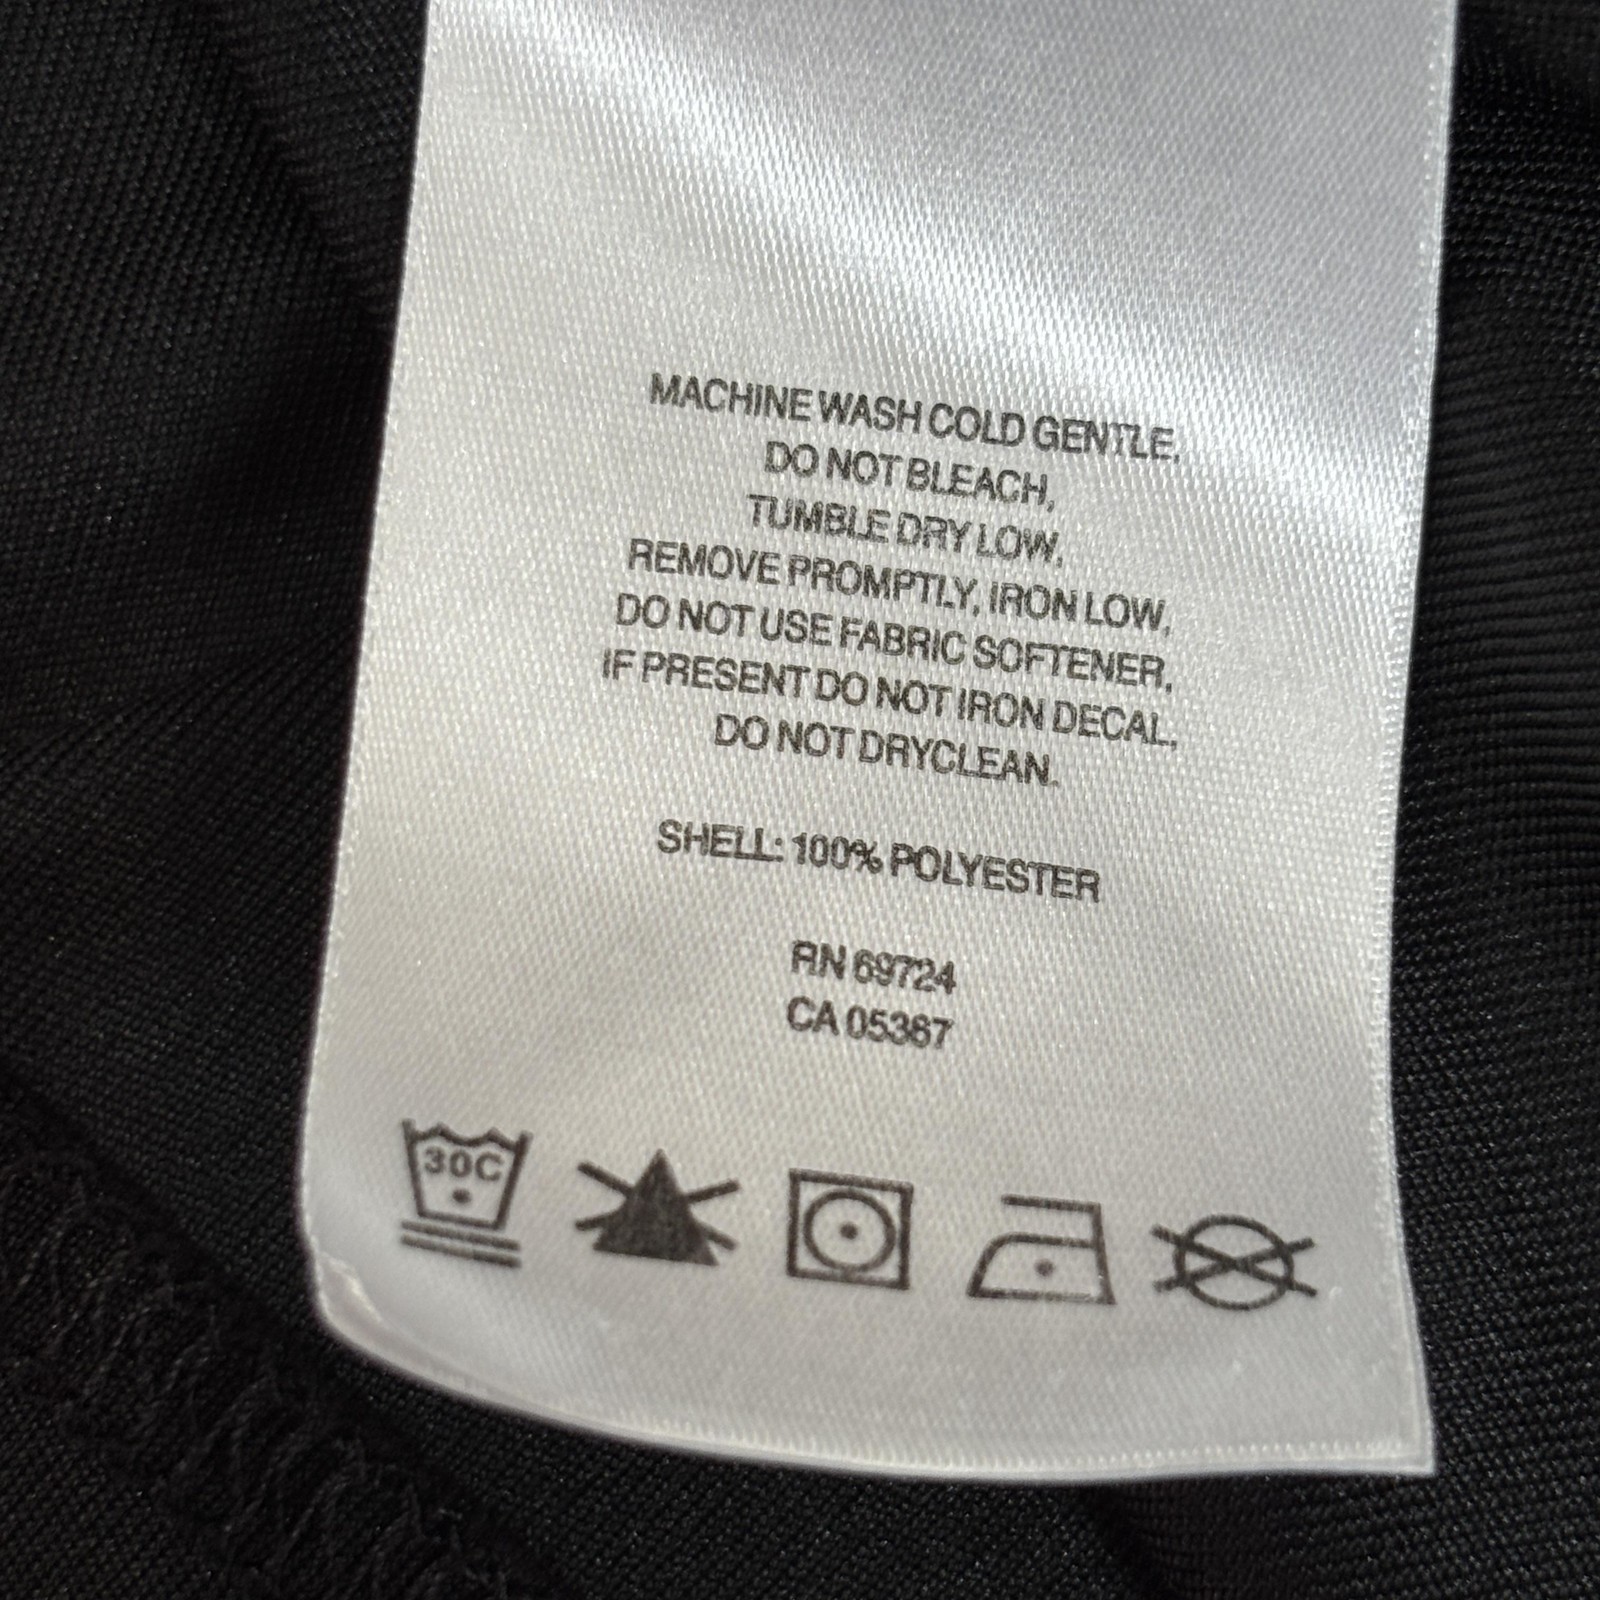 MACHINE WASH COLD GENTLE,
DO NOT BLEACH,
TUMBLE DRY LOW,
REMOVE PROMPTLY, IRON LOW,
DO NOT USE FABRIC SOFTENER,
IF PRESENT DO NOT IRON DECAL,
DO NOT DRYCLEAN.
SHELL: 100% POLYESTER
RN 69724
CA 05367
30C